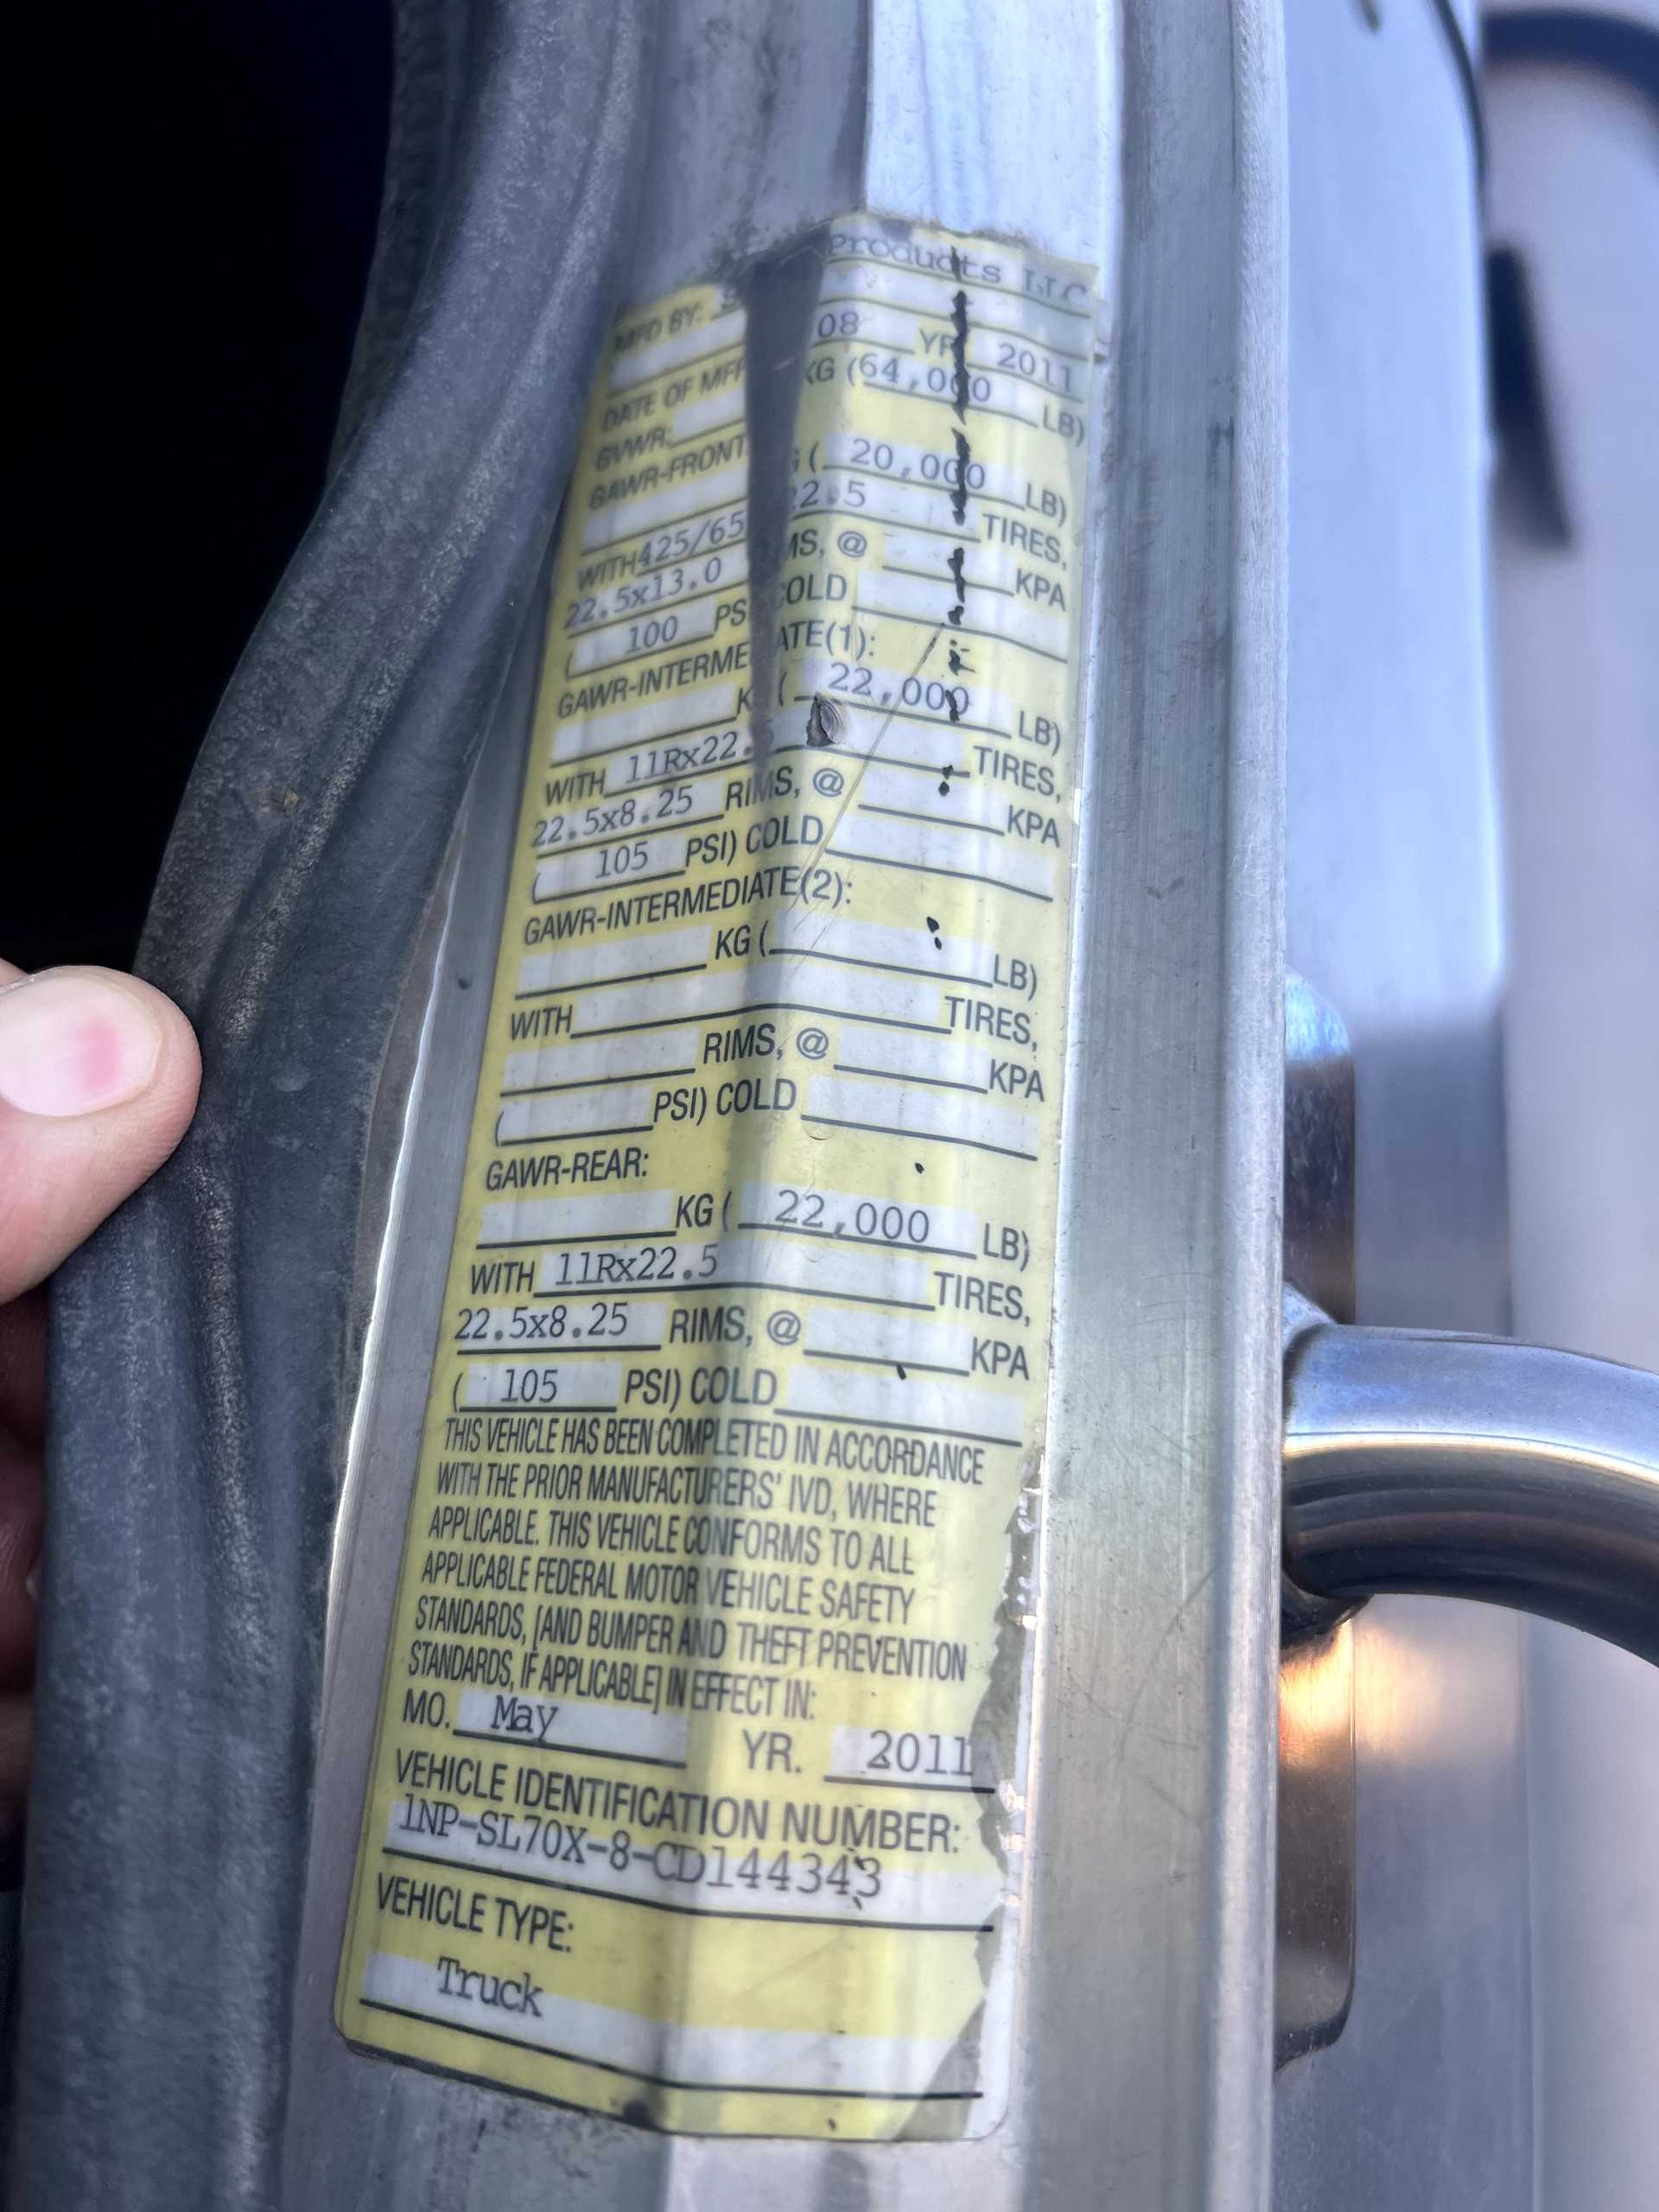 MFD BY: Products LLC
DATE OF MFR 08 YR 2011
GVWR: KG (64,000 LB)
GAWR-FRONT
( 20,000 LB)
WITH 425/65 22.5 TIRES,
22.5x13.0 MS, @ KPA
( 100 PS COLD
GAWR-INTERMEDIATE(1):
K ( 22,000 LB)
WITH 11Rx22. TIRES,
22.5x8.25 RIMS, @ KPA
( 105 PSI) COLD
GAWR-INTERMEDIATE(2):
KG ( LB)
WITH TIRES,
RIMS, @ KPA
( PSI) COLD
GAWR-REAR:
KG ( 22,000 LB)
WITH 11Rx22.5 TIRES,
22.5x8.25 RIMS, @ KPA
( 105 PSI) COLD
THIS VEHICLE HAS BEEN COMPLETED IN ACCORDANCE
WITH THE PRIOR MANUFACTURERS' IVD, WHERE
APPLICABLE. THIS VEHICLE CONFORMS TO ALL
APPLICABLE FEDERAL MOTOR VEHICLE SAFETY
STANDARDS, [AND BUMPER AND THEFT PREVENTION
STANDARDS, IF APPLICABLE] IN EFFECT IN:
MO. May YR. 2011
VEHICLE IDENTIFICATION NUMBER:
1NP-SL70X-8-CD144343
VEHICLE TYPE:
Truck